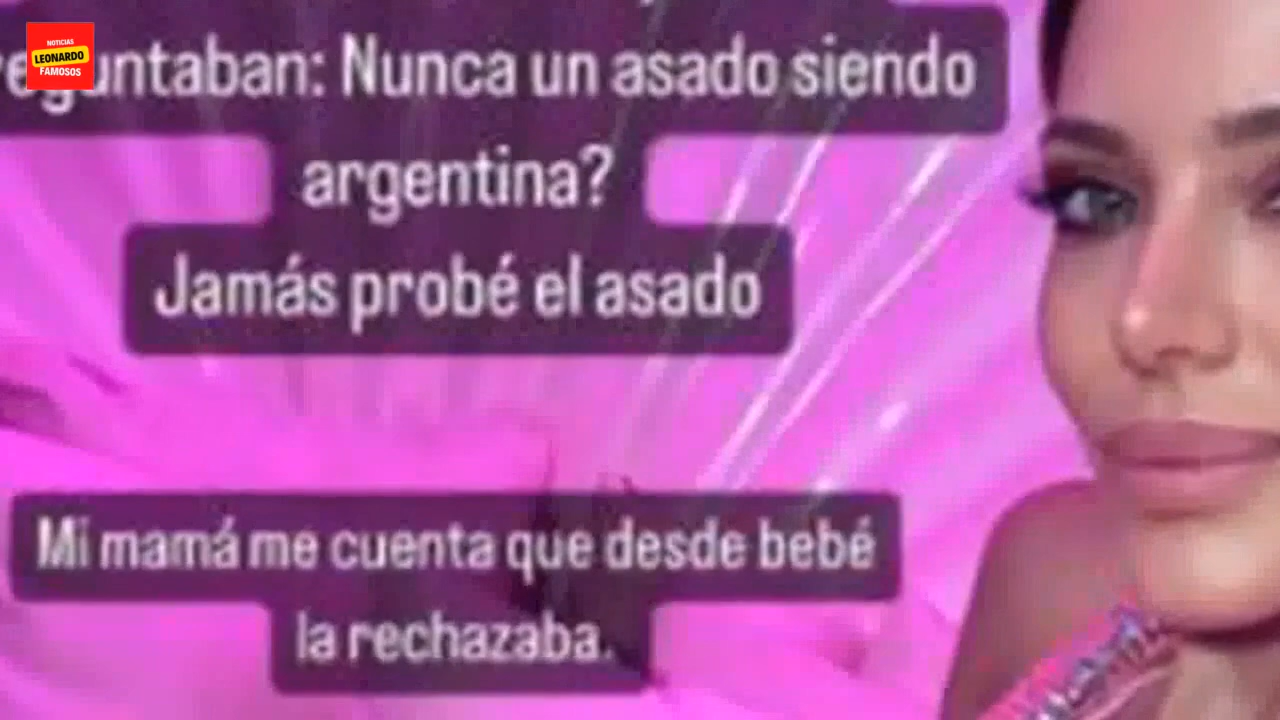 NOTICIAS
LEONARDO
FAMOSOS
eguntaban: Nunca un asado siendo
argentina?
Jamás probé el asado
Mi mamá me cuenta que desde bebé
la rechazaba.